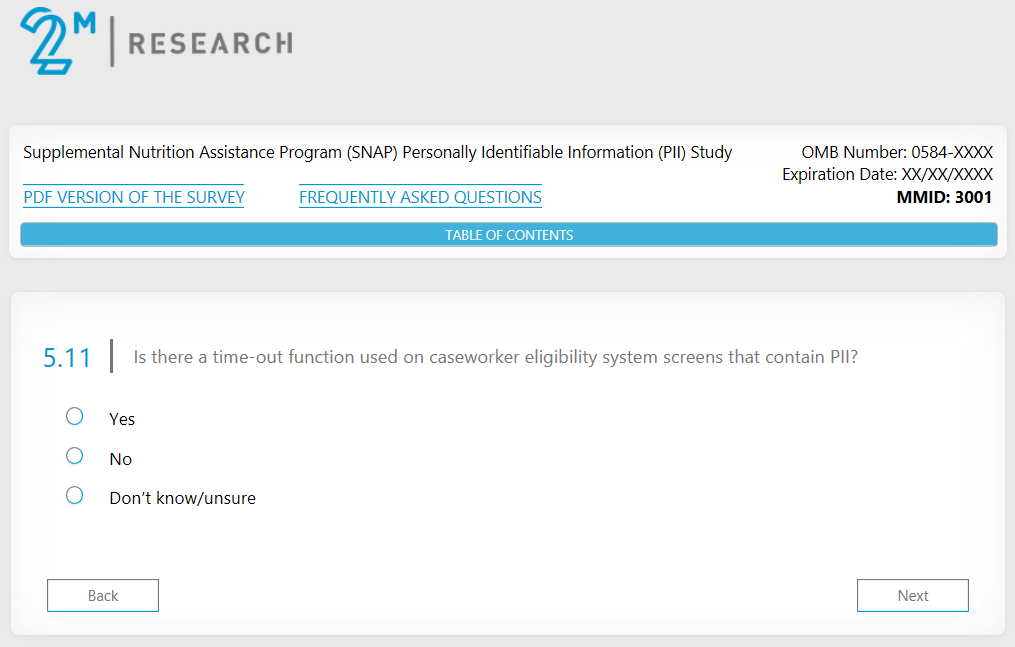 2M RESEARCH
Supplemental Nutrition Assistance Program (SNAP) Personally Identifiable Information (PII) Study
OMB Number: 0584-XXXX
Expiration Date: XX/XX/XXXX
PDF VERSION OF THE SURVEY
FREQUENTLY ASKED QUESTIONS
MMID: 3001
TABLE OF CONTENTS
5.11 Is there a time-out function used on caseworker eligibility system screens that contain PII?
Yes
No
Don’t know/unsure
Back
Next